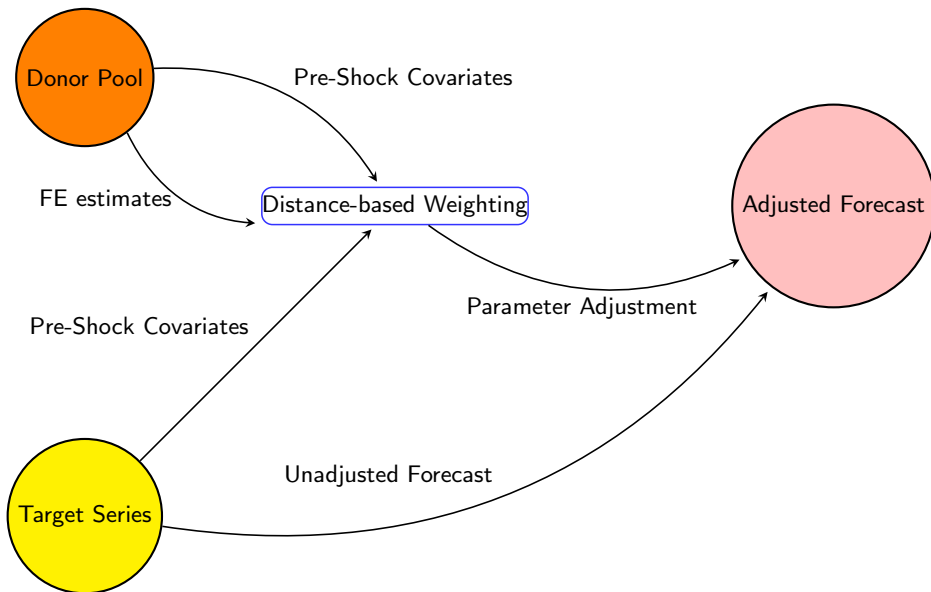 Donor Pool
Pre-Shock Covariates
FE estimates
Distance-based Weighting
Adjusted Forecast
Parameter Adjustment
Pre-Shock Covariates
Unadjusted Forecast
Target Series